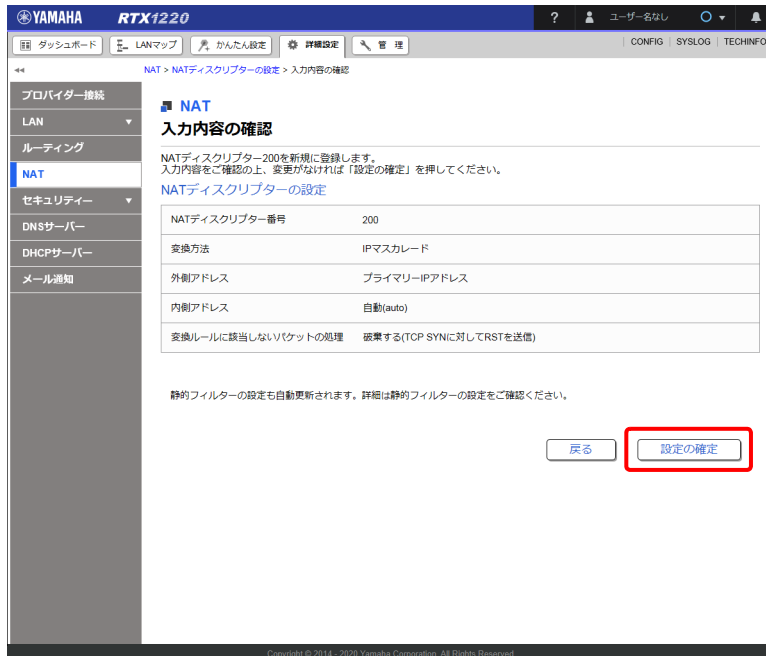 YAMAHA RTX1220 ? ユーザー名なし
ダッシュボード LANマップ かんたん設定 詳細設定 管 理 CONFIG SYSLOG TECHINFO
NAT > NATディスクリプターの設定 > 入力内容の確認
プロバイダー接続
LAN
ルーティング
NAT
セキュリティー
DNSサーバー
DHCPサーバー
メール通知
NAT
入力内容の確認
NATディスクリプター200を新規に登録します。
入力内容をご確認の上、変更がなければ「設定の確定」を押してください。
NATディスクリプターの設定
NATディスクリプター番号 200
変換方法 IPマスカレード
外側アドレス プライマリーIPアドレス
内側アドレス 自動(auto)
変換ルールに該当しないパケットの処理 破棄する(TCP SYNに対してRSTを送信)
静的フィルターの設定も自動更新されます。詳細は静的フィルターの設定をご確認ください。
戻る 設定の確定
Copyright © 2014 - 2020 Yamaha Corporation. All Rights Reserved.